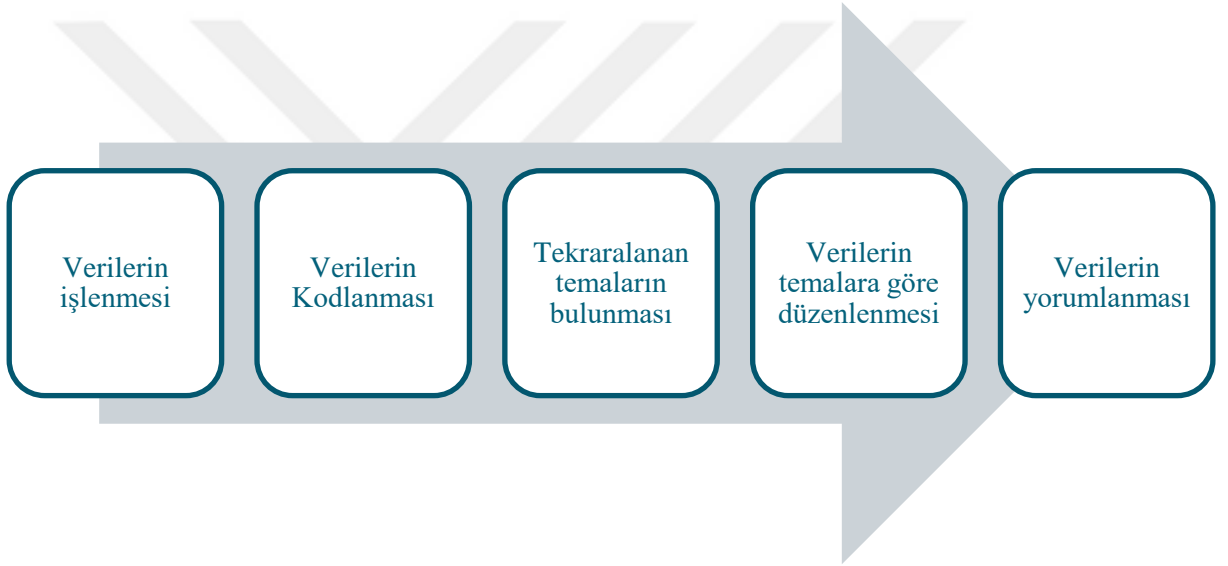 Verilerin
işlenmesi
Verilerin
Kodlanması
Tekraralanan
temaların
bulunması
Verilerin
temalara göre
düzenlenmesi
Verilerin
yorumlanması